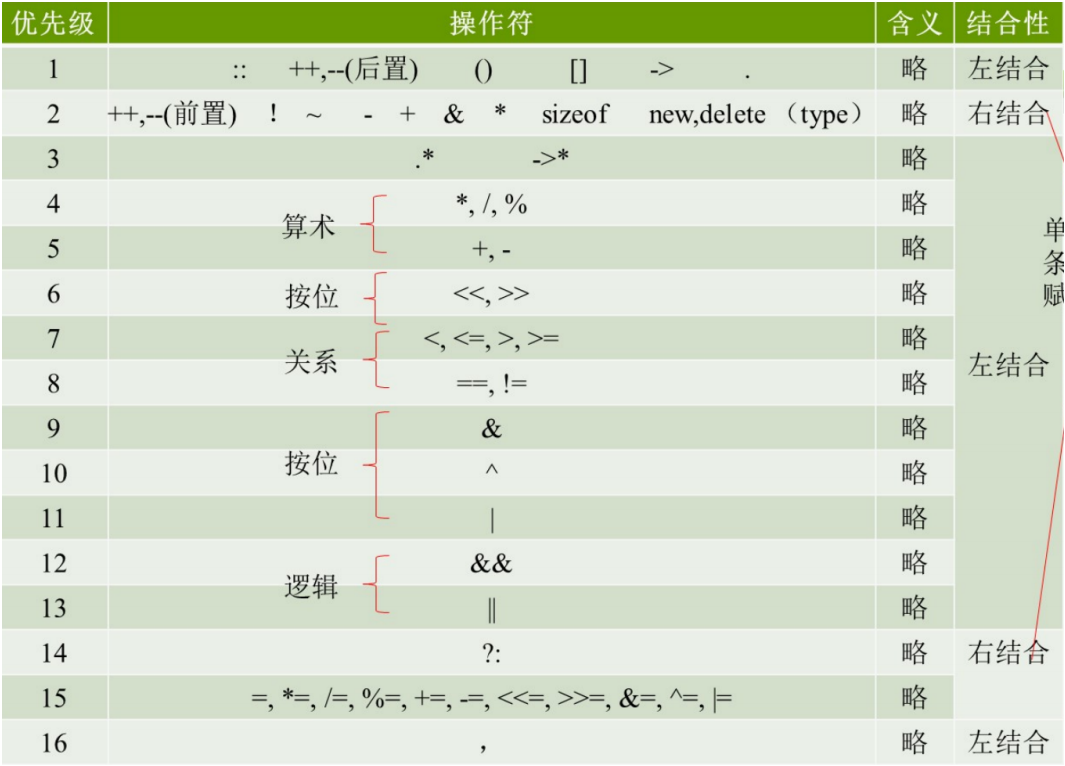 优先级 操作符 含义 结合性
1 :: ++,--(后置) () [] -> . 略 左结合
2 ++,--(前置) ! ~ - + & * sizeof new,delete （type） 略 右结合
3 .* ->* 略
4 *, /, % 略
算术
5 +, - 略
6 按位 <<, >> 略
7 <, <=, >, >= 略
关系 左结合
8 ==, != 略
9 & 略
10 按位 ^ 略
11 | 略
12 && 略
逻辑
13 || 略
14 ?: 略 右结合
15 =, *=, /=, %=, +=, -=, <<=, >>=, &=, ^=, |= 略
16 , 略 左结合
单
条